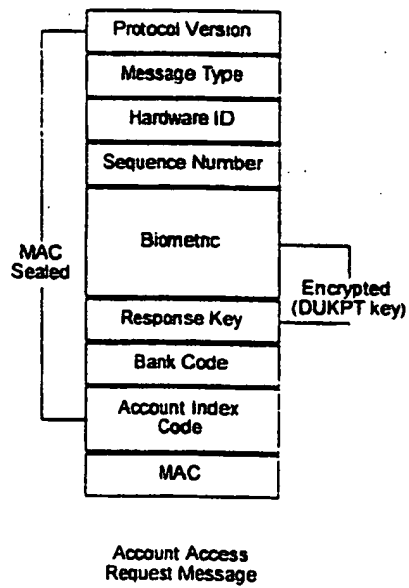 Protocol Version
Message Type
Hardware ID
Sequence Number
Biometric
MAC
Sealed
Encrypted
(DUKPT key)
Response Key
Bank Code
Account Index
Code
MAC
Account Access
Request Message